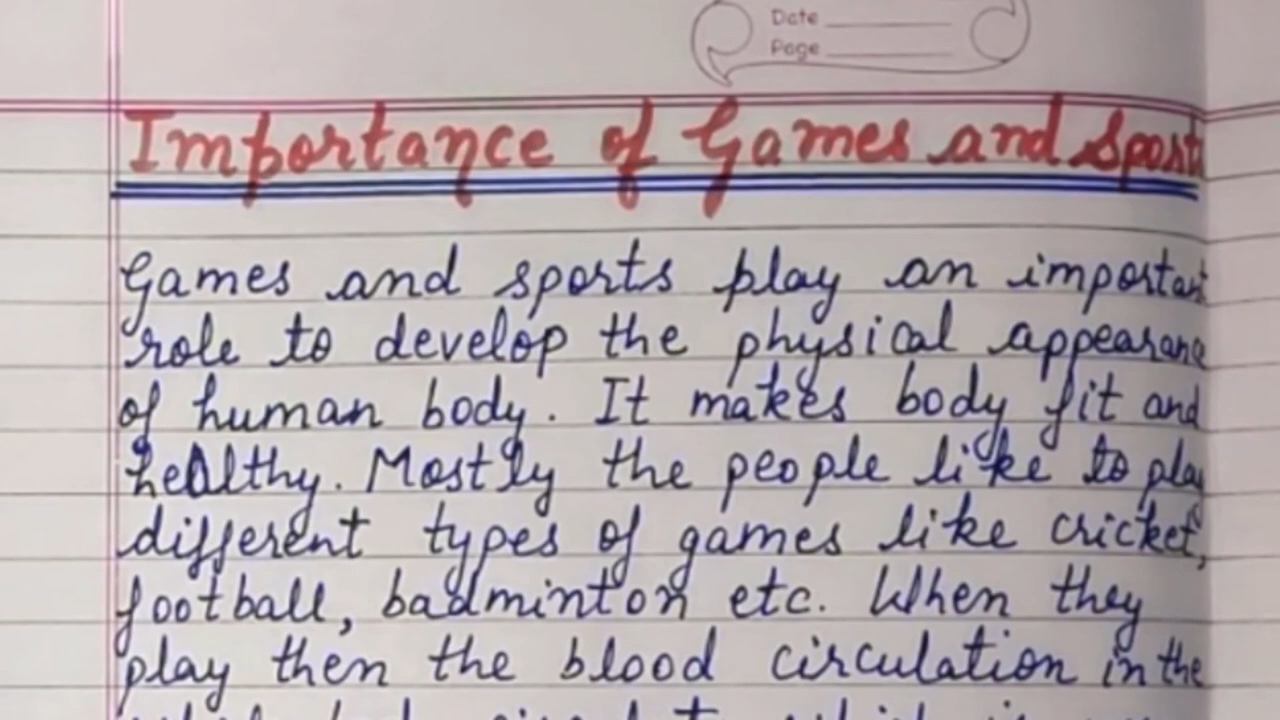 Date
Page
Importance of Games and Sports
Games and sports play an important
role to develop the physical appearance
of human body. It makes body fit and
healthy. Mostly the people like to play
different types of games like cricket,
football, badminton etc. When they
play then the blood circulation in the